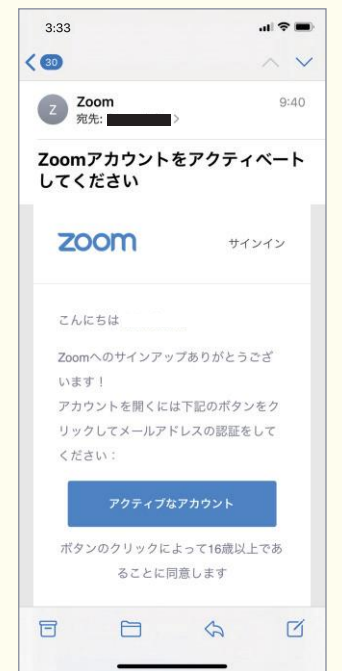 3:33
30
Z
Zoom
9:40
宛先:
Zoomアカウントをアクティベート
してください
zoom
サインイン
こんにちは
Zoomへのサインアップありがとうござ
います！
アカウントを開くには下記のボタンをク
リックしてメールアドレスの認証をして
ください：
アクティブなアカウント
ボタンのクリックによって16歳以上であ
ることに同意します